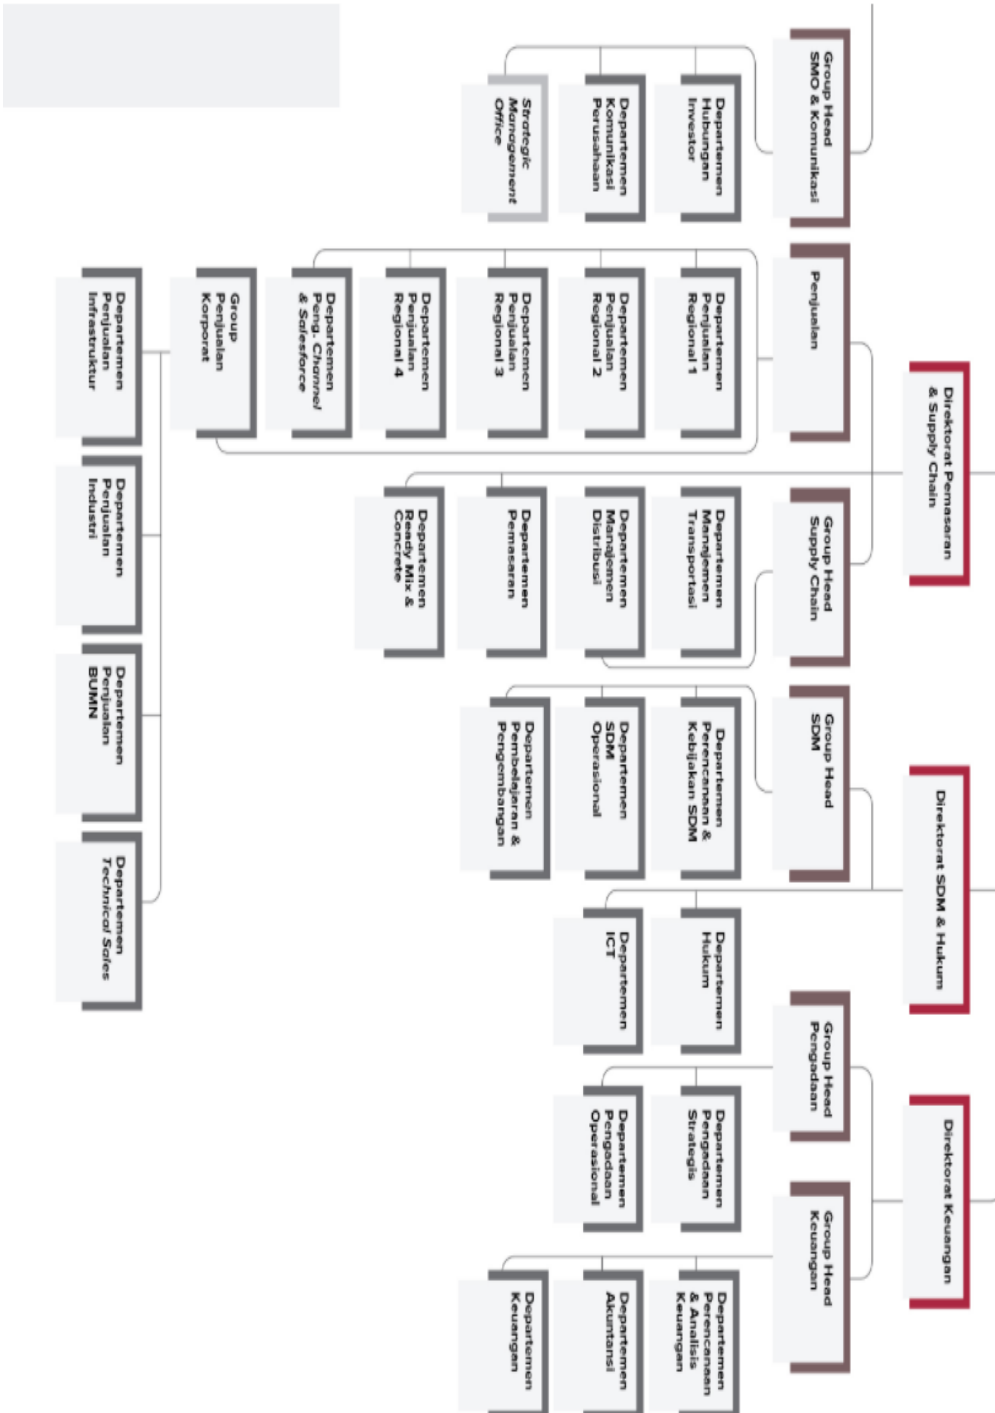 Direktorat Pemasaran
& Supply Chain
Direktorat SDM & Hukum
Direktorat Keuangan
Group Head
SMO & Komunikasi
Penjualan
Group Head
Supply Chain
Group Head
SDM
Group Head
Pengadaan
Group Head
Keuangan
Departemen
Hubungan
Investor
Departemen
Komunikasi
Perusahaan
Strategic
Management
Office
Departemen
Penjualan
Regional 1
Departemen
Penjualan
Regional 2
Departemen
Penjualan
Regional 3
Departemen
Penjualan
Regional 4
Departemen
Peng. Channel
& Salesforce
Group
Penjualan
Korporat
Departemen
Manajemen
Transportasi
Departemen
Manajemen
Distribusi
Departemen
Pemasaran
Departemen
Ready Mix &
Concrete
Departemen
Perencanaan &
Kebijakan SDM
Departemen
SDM
Operasional
Departemen
Pembelajaran &
Pengembangan
Departemen
Hukum
Departemen
ICT
Departemen
Pengadaan
Strategis
Departemen
Pengadaan
Operasional
Departemen
Perencanaan
& Analisis
Keuangan
Departemen
Akuntansi
Departemen
Keuangan
Departemen
Penjualan
Infrastruktur
Departemen
Penjualan
Industri
Departemen
Penjualan
BUMN
Departemen
Technical Sales